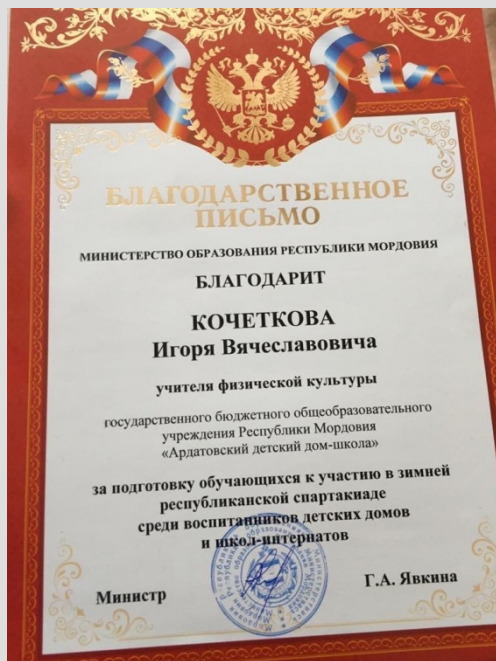 БЛАГОДАРСТВЕННОЕ
ПИСЬМО
МИНИСТЕРСТВО ОБРАЗОВАНИЯ РЕСПУБЛИКИ МОРДОВИЯ
БЛАГОДАРИТ
КОЧЕТКОВА
Игоря Вячеславовича
учителя физической культуры
государственного бюджетного общеобразовательного
учреждения Республики Мордовия
«Ардатовский детский дом-школа»
за подготовку обучающихся к участию в зимней
республиканской спартакиаде
среди воспитанников детских домов
и школ-интернатов
Министр
Г.А. Явкина